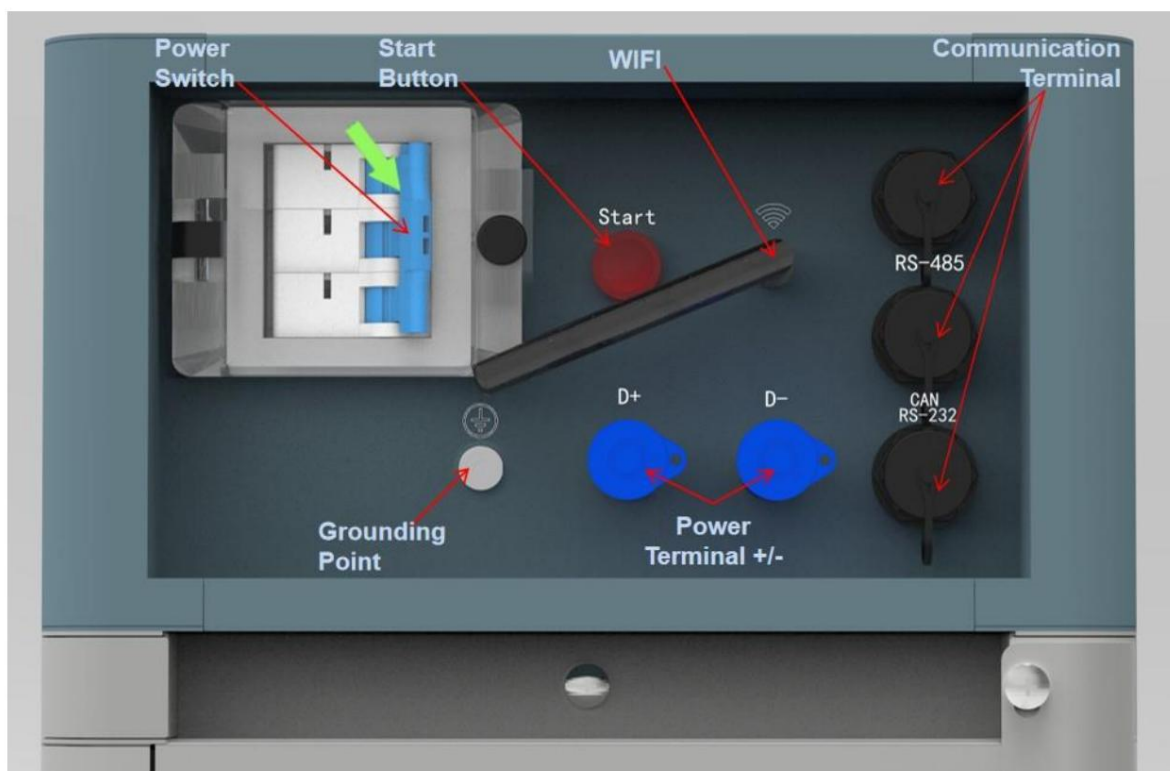 Power
Switch
Start
Button
WIFI
Communication
Terminal
Start
RS-485
D+
D-
CAN
RS-232
Grounding
Point
Power
Terminal +/-